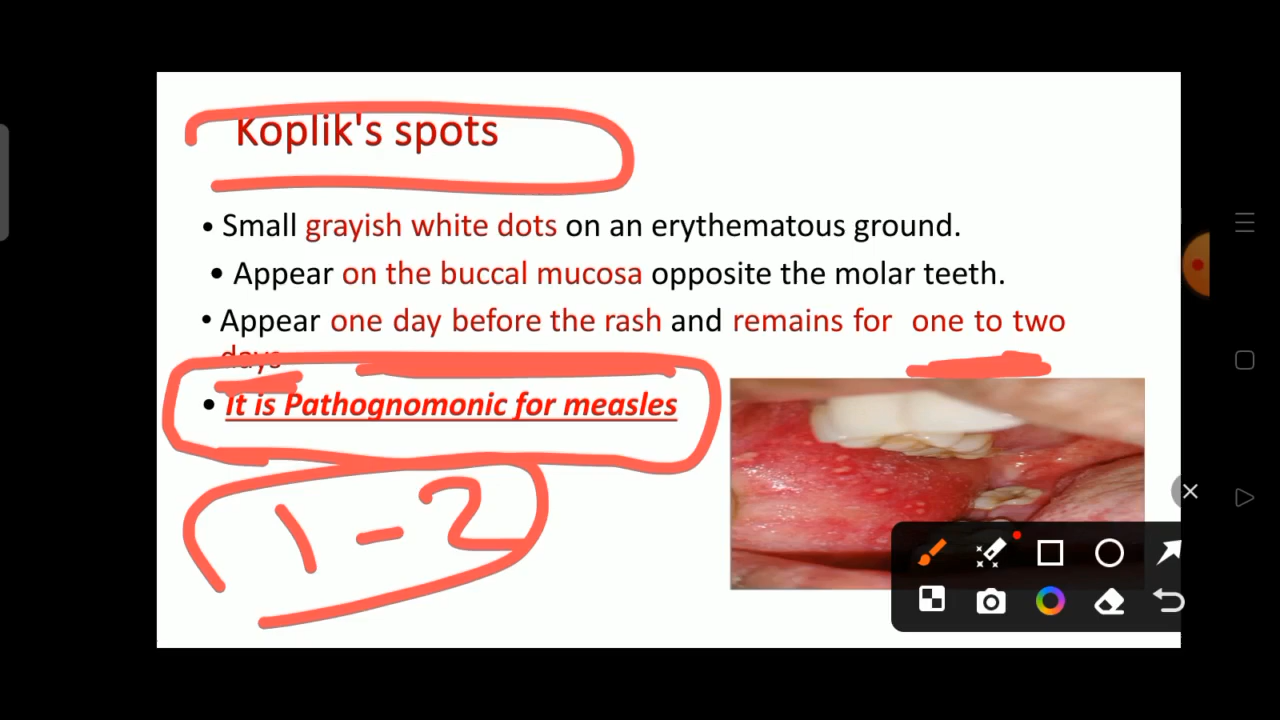 Koplik's spots
• Small grayish white dots on an erythematous ground.
• Appear on the buccal mucosa opposite the molar teeth.
• Appear one day before the rash and remains for one to two
days
• It is Pathognomonic for measles
1-2